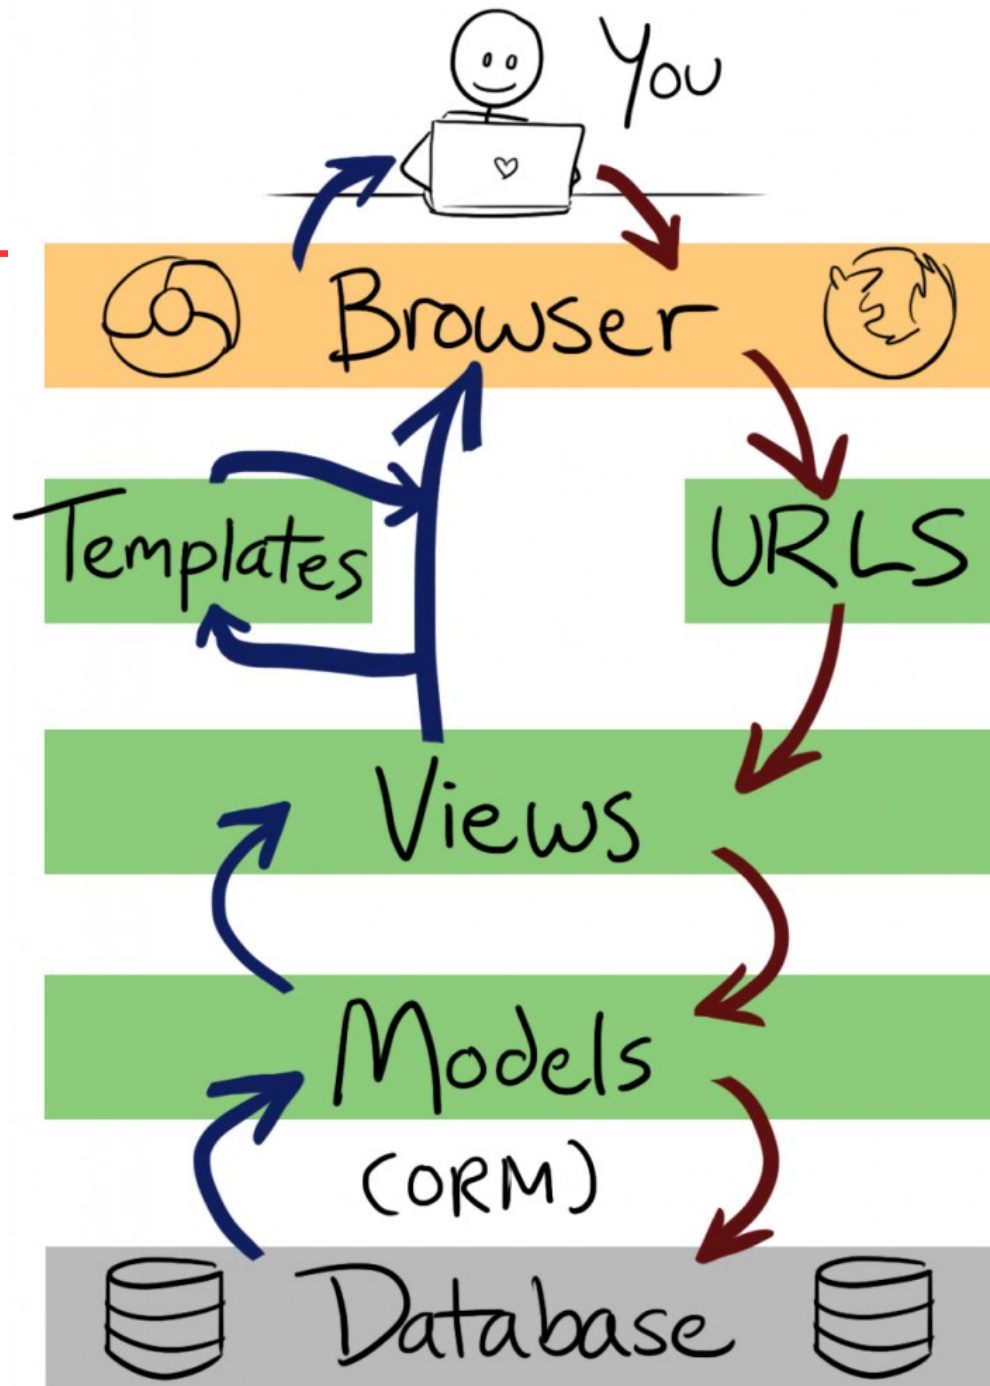 You
Browser
Templates
URLS
Views
Models
(ORM)
Database